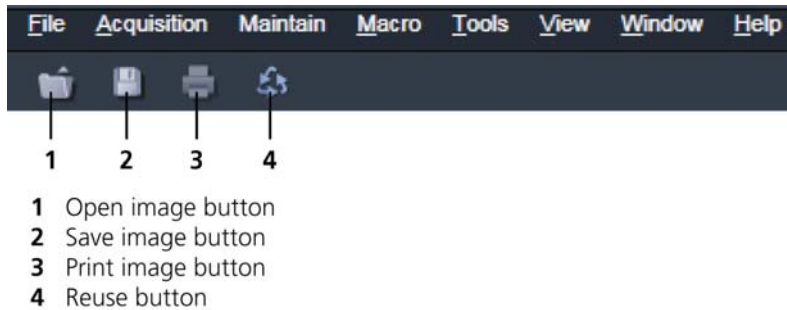 File Acquisition Maintain Macro Tools View Window Help
1 2 3 4
1 Open image button
2 Save image button
3 Print image button
4 Reuse button